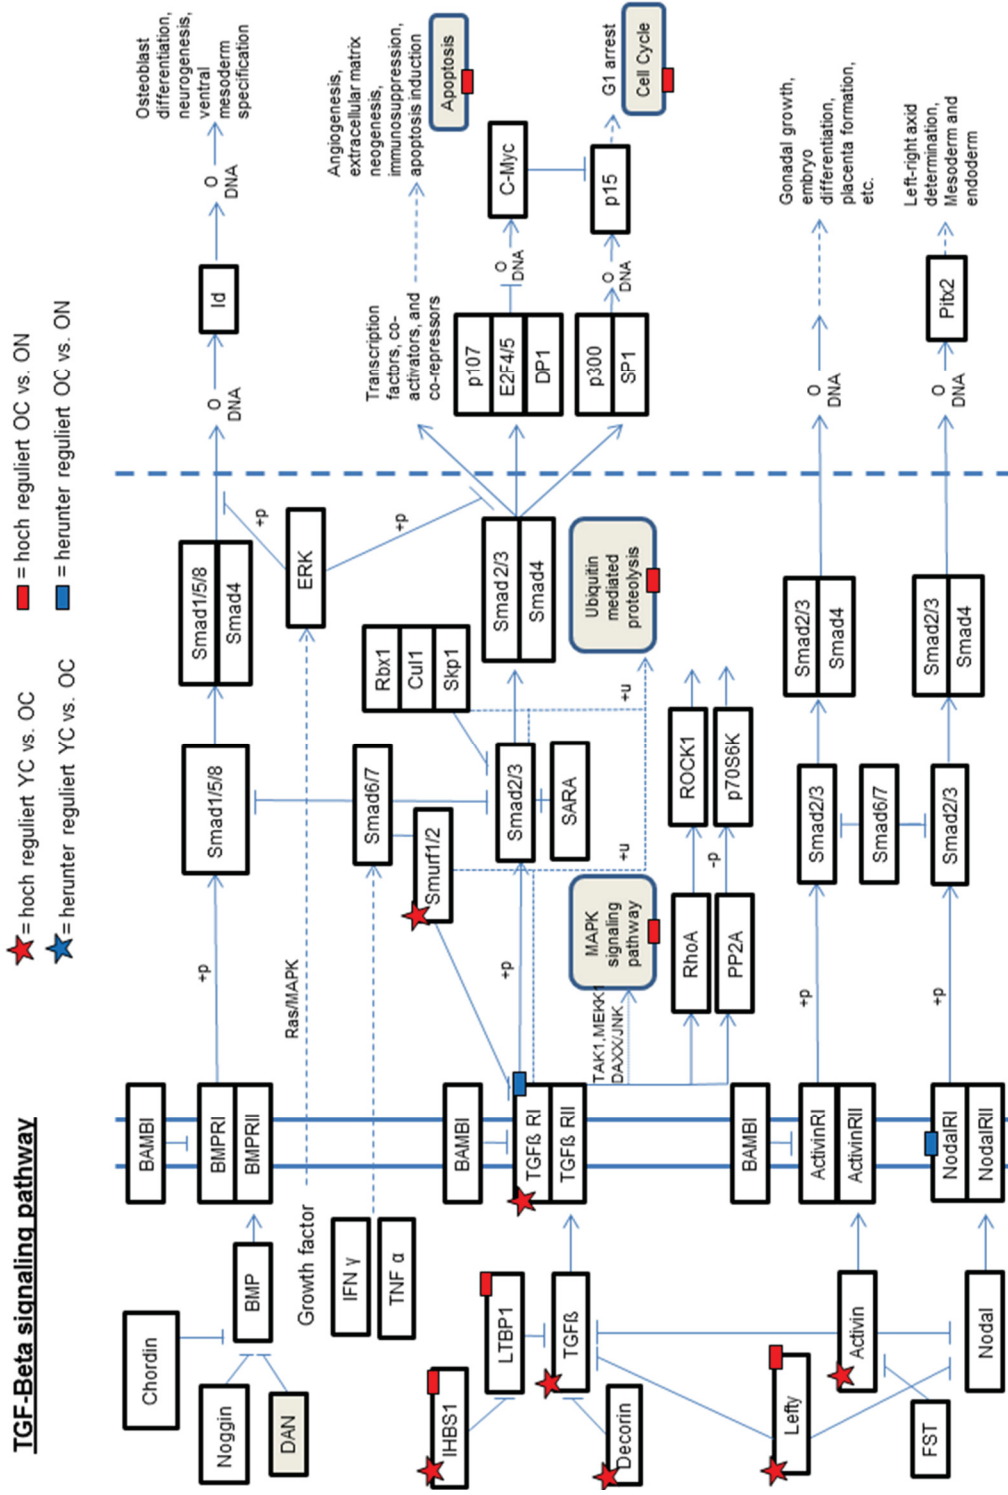 TGF-Beta signaling pathway
= hoch reguliert YC vs. OC
= herunter reguliert YC vs. OC
= hoch reguliert OC vs. ON
= herunter reguliert OC vs. ON
Chordin
Noggin
DAN
BMP
BAMBI
BMPRI
BMPRII
+p
Smad1/5/8
Smad1/5/8
Smad4
O
DNA
Id
O
DNA
Osteoblast
differentiation,
neurogenesis,
ventral
mesoderm
specification
Growth factor
Ras/MAPK
ERK
+p
+p
IFN γ
TNF α
Smad6/7
Smurf1/2
Rbx1
Cul1
Skp1
IHBS1
LTBP1
Decorin
TGFß
BAMBI
TGFß RI
TGFß RII
+p
Smad2/3
SARA
Smad 2/3
Smad4
+u
+u
Ubiquitin
mediated
proteolysis
Transcription
factors, co-
activators, and
co-repressors
Angiogenesis,
extracellular matrix
neogenesis,
immunosuppression,
apoptosis induction
Apoptosis
p107
E2F4/5
DP1
O
DNA
C-Myc
p300
SP1
O
DNA
p15
G1 arrest
Cell Cycle
TAK1,MEKK1
DAXX/JNK
MAPK
signaling
pathway
RhoA
ROCK1
PP2A
-p
p70S6K
Lefty
FST
Activin
Nodal
BAMBI
ActivinRI
ActivinRII
+p
Smad2/3
Smad6/7
Smad2/3
Smad4
O
DNA
Gonadal growth,
embryo
differentiation,
placenta formation,
etc.
NodalRI
NodalRII
+p
Smad2/3
Smad2/3
Smad4
O
DNA
Pitx2
Left-right axis
determination,
Mesoderm and
endoderm